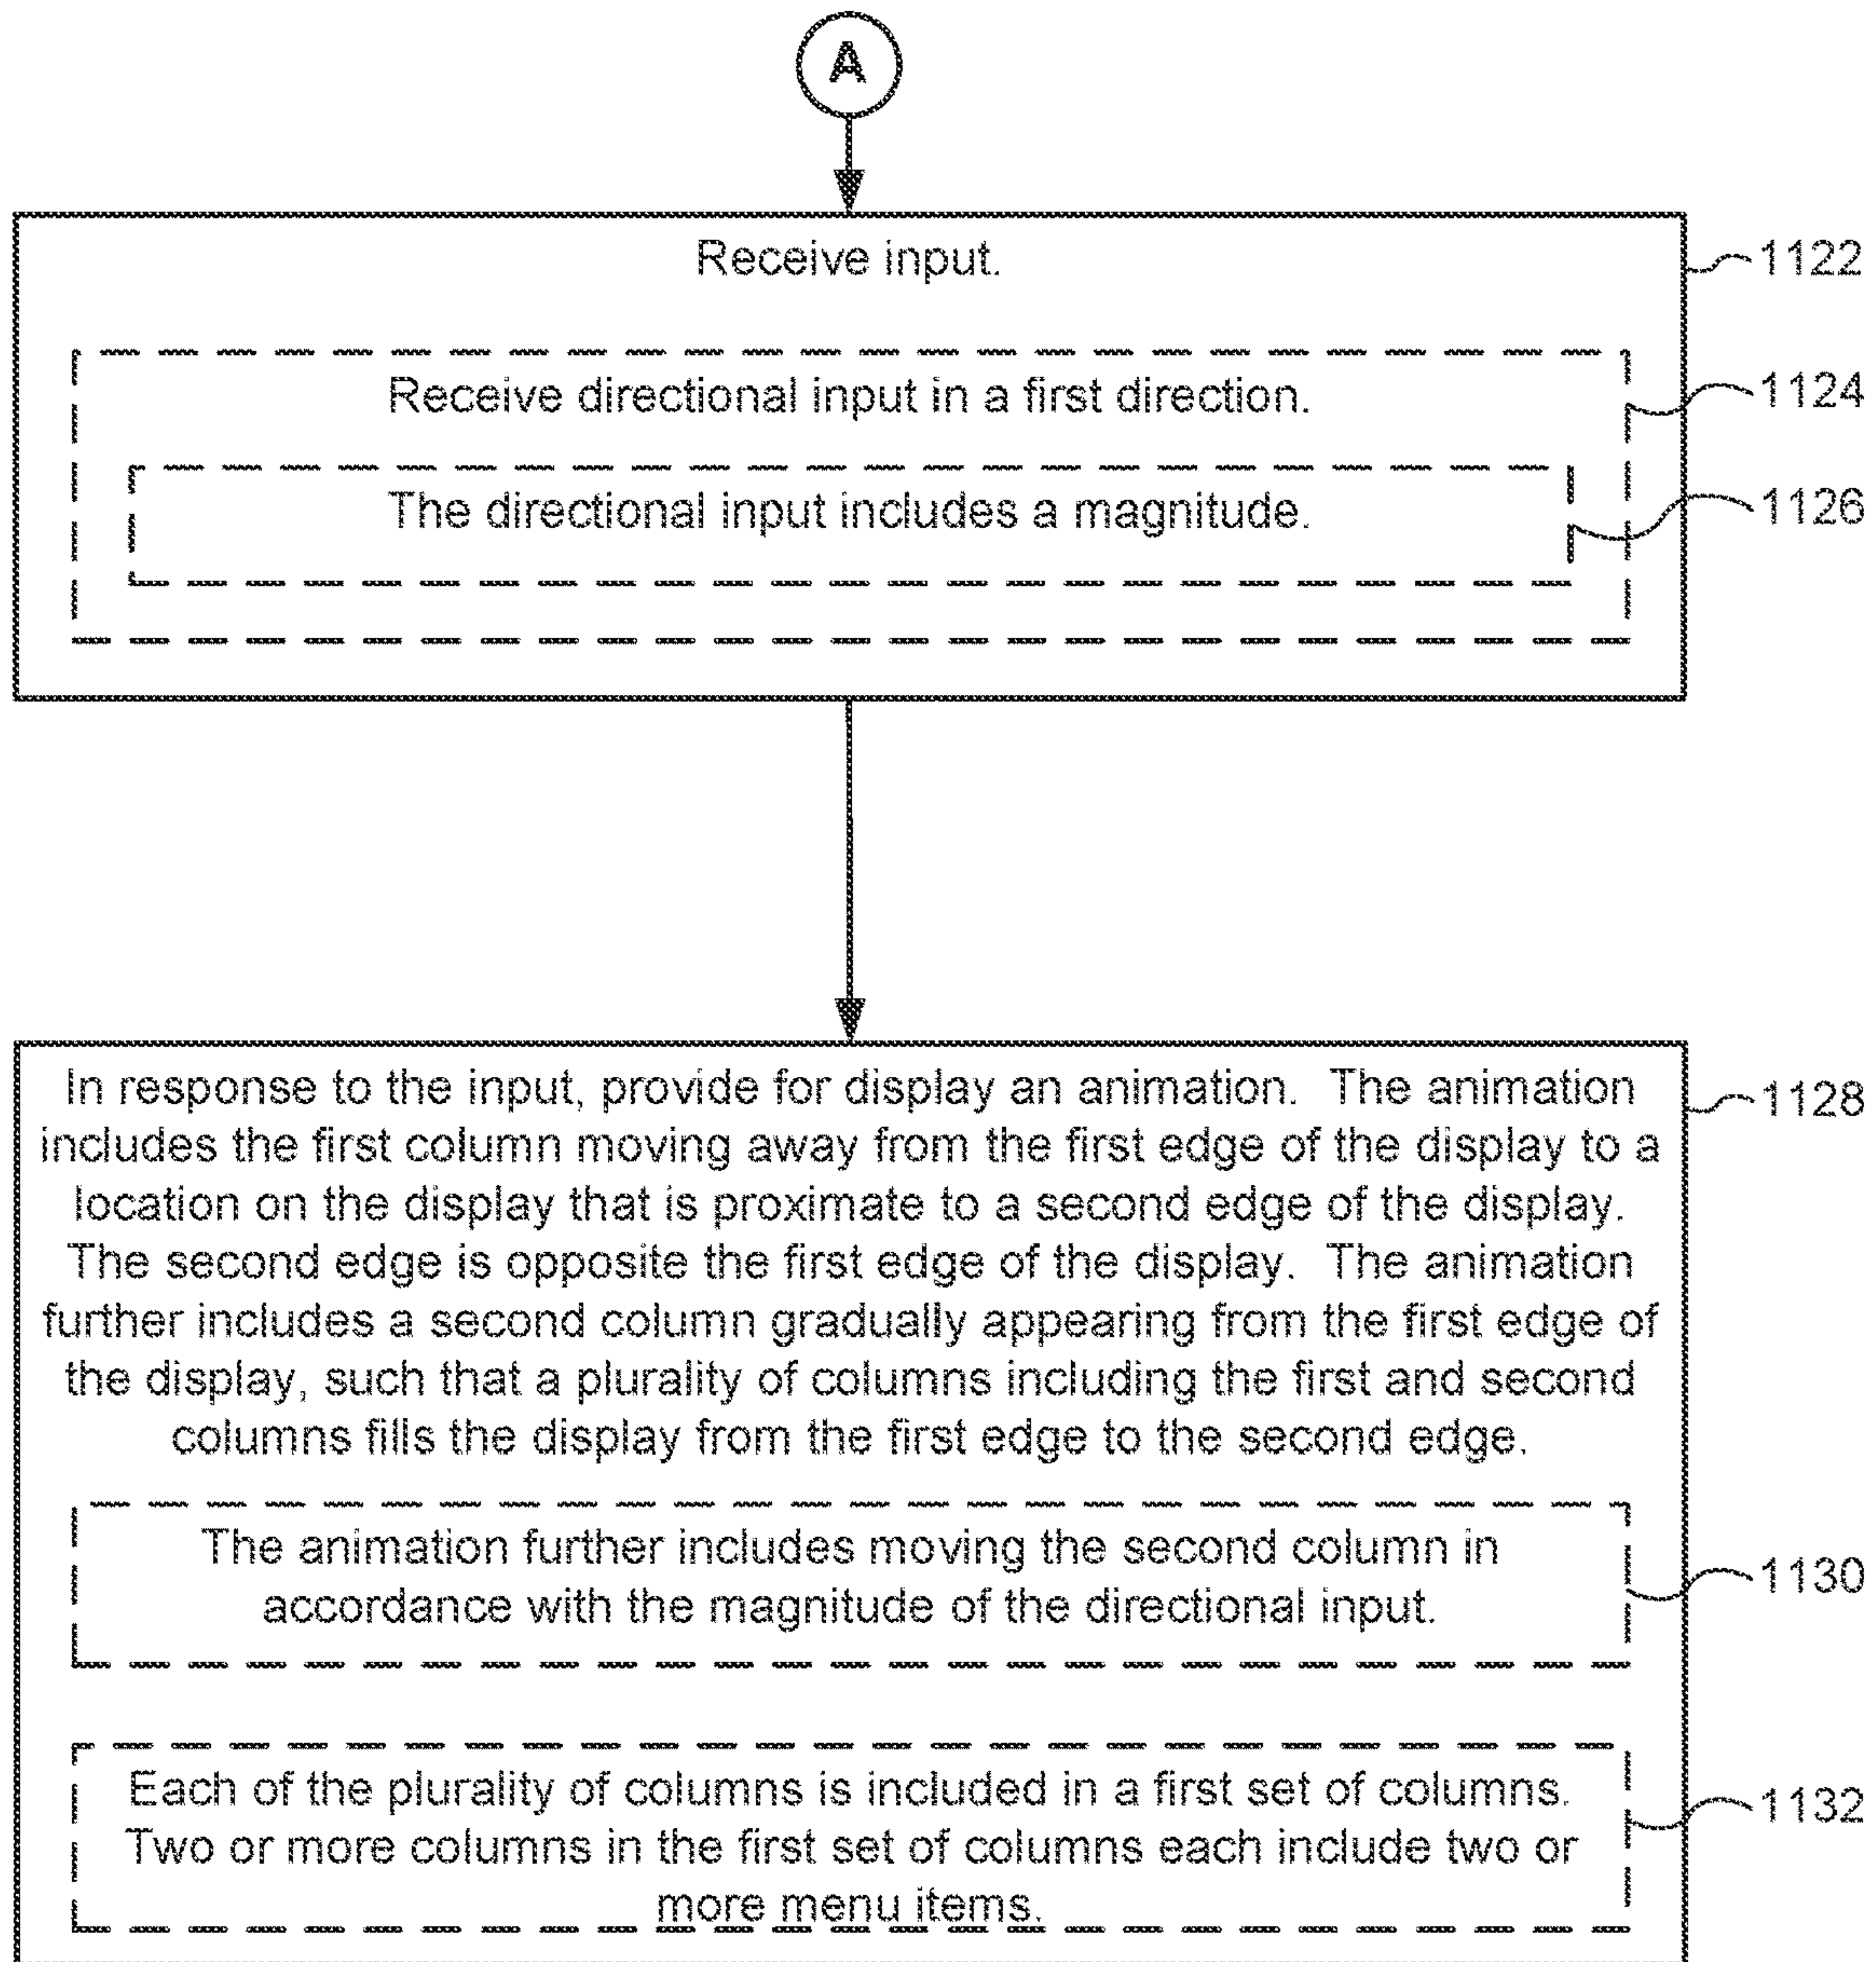 A
Receive input.
1122
Receive directional input in a first direction.
1124
The directional input includes a magnitude.
1126
In response to the input, provide for display an animation.  The animation
1128
includes the first column moving away from the first edge of the display to a
location on the display that is proximate to a second edge of the display.
The second edge is opposite the first edge of the display.  The animation
further includes a second column gradually appearing from the first edge of
the display, such that a plurality of columns including the first and second
columns fills the display from the first edge to the second edge.
The animation further includes moving the second column in
1130
accordance with the magnitude of the directional input.
Each of the plurality of columns is included in a first set of columns.
1132
Two or more columns in the first set of columns each include two or
more menu items.